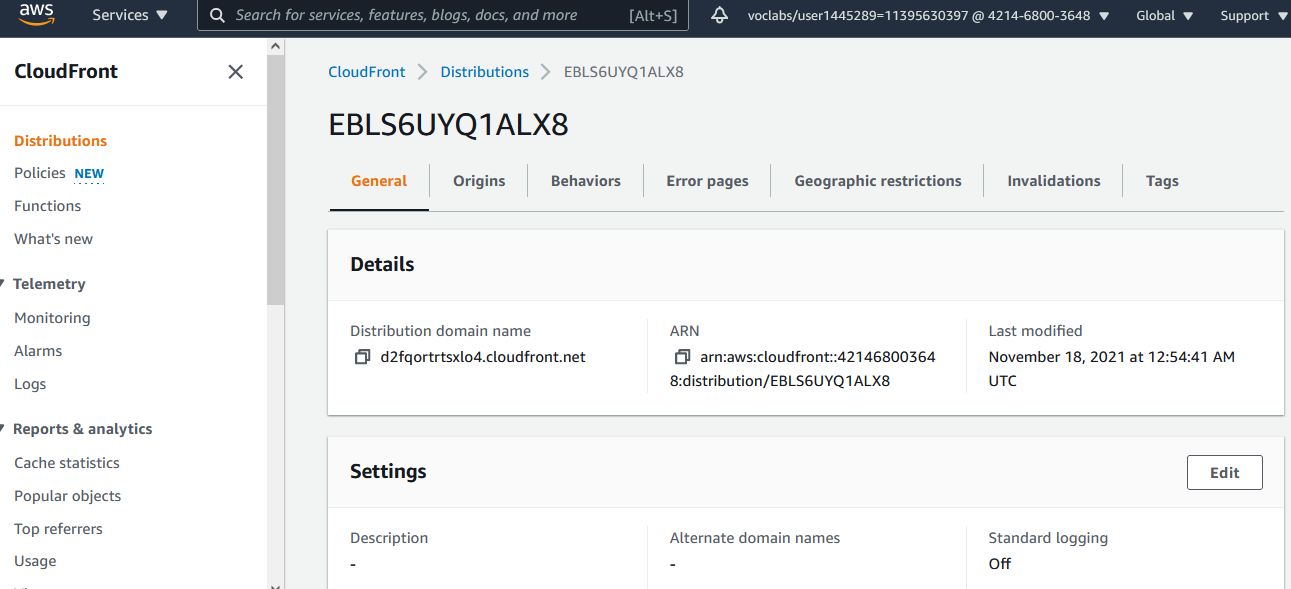 aws
Services
Search for services, features, blogs, docs, and more [Alt+S]
voclabs/user1445289=11395630397 @ 4214-6800-3648
Global
Support
CloudFront
Distributions
Policies NEW
Functions
What's new
Telemetry
Monitoring
Alarms
Logs
Reports & analytics
Cache statistics
Popular objects
Top referrers
Usage
CloudFront Distributions EBLS6UYQ1ALX8
EBLS6UYQ1ALX8
General Origins Behaviors Error pages Geographic restrictions Invalidations Tags
Details
Distribution domain name
d2fqortrtsxlo4.cloudfront.net
ARN
arn:aws:cloudfront::42146800364
8:distribution/EBLS6UYQ1ALX8
Last modified
November 18, 2021 at 12:54:41 AM
UTC
Settings
Edit
Description
-
Alternate domain names
-
Standard logging
Off